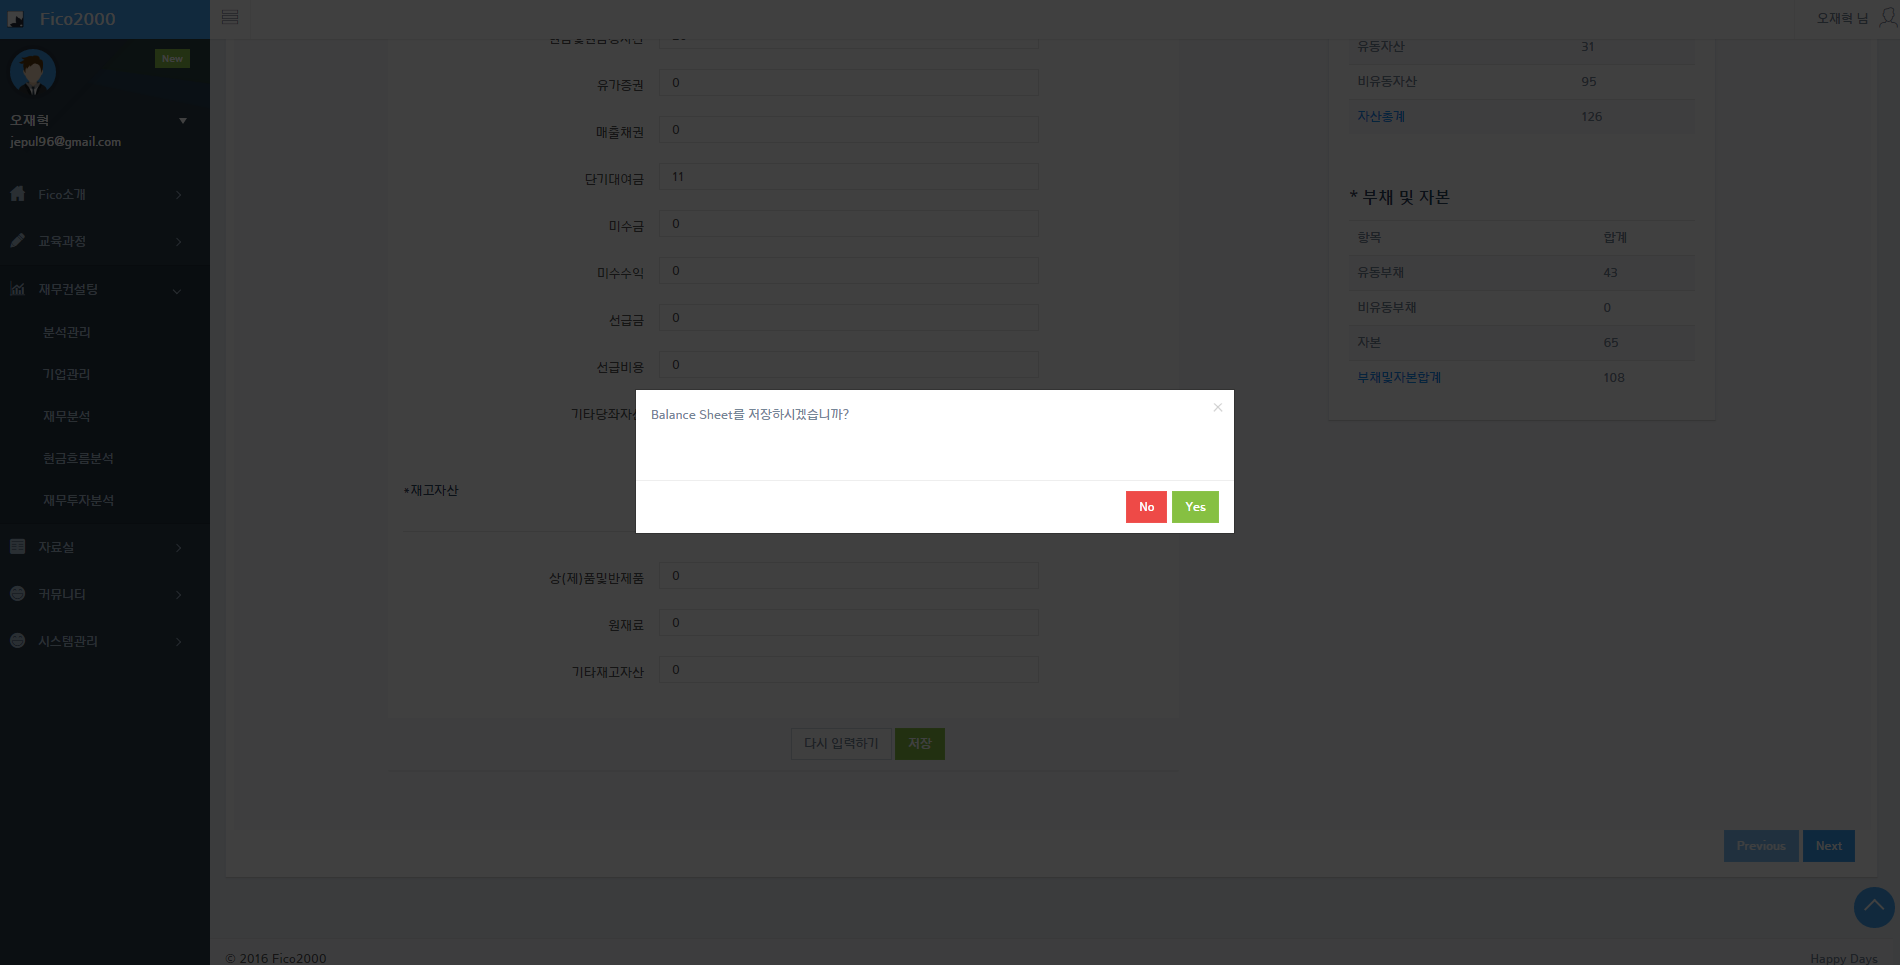 Fico2000
오재혁 님
New
오재혁
jepul96@gmail.com
Fico소개
교육과정
재무컨설팅
분석관리
기업관리
재무분석
현금흐름분석
재무투자분석
자료실
커뮤니티
시스템관리
유가증권 0
매출채권 0
단기대여금 11
미수금 0
미수수익 0
선급금 0
선급비용 0
기타당좌자산
•재고자산
상(제)품및반제품 0
원재료 0
기타재고자산 0
다시 입력하기 저장
유동자산 31
비유동자산 95
자산총계 126
* 부채 및 자본
항목 합계
유동부채 43
비유동부채 0
자본 65
부채및자본합계 108
Balance Sheet를 저장하시겠습니까?
×
No Yes
Previous Next
© 2016 Fico2000
Happy Days